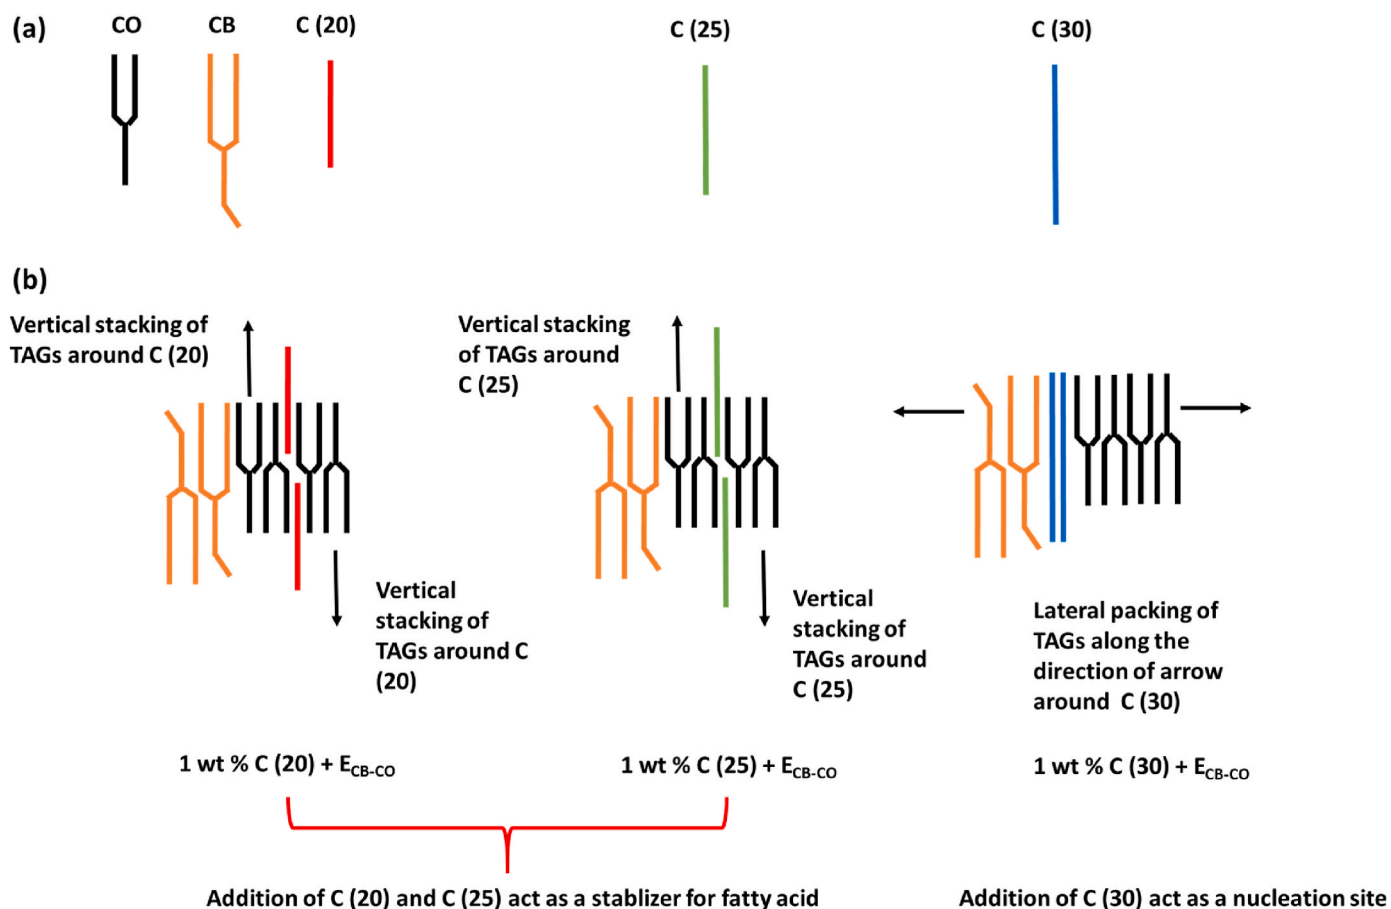 (a)
CO
CB
C (20)
C (25)
C (30)
(b)
Vertical stacking of
TAGs around C (20)
Vertical stacking
of TAGs around
C (25)
Vertical
stacking of
TAGs around C
(20)
Vertical
stacking of
TAGs around
C (25)
Lateral packing of
TAGs along the
direction of arrow
around C (30)
1 wt % C (20) + ECB-CO
1 wt % C (25) + ECB-CO
1 wt % C (30) + ECB-CO
Addition of C (20) and C (25) act as a stablizer for fatty acid
Addition of C (30) act as a nucleation site